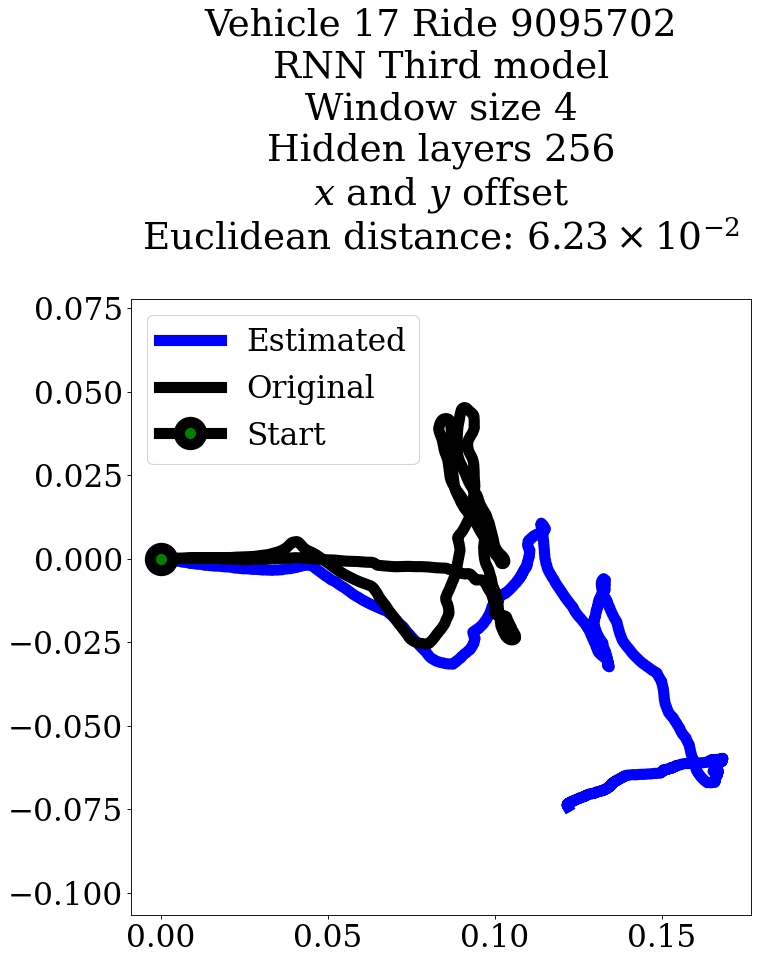 Vehicle 17 Ride 9095702
RNN Third model
Window size 4
Hidden layers 256
x and y offset
Euclidean distance: 6.23 × 10⁻²
0.075
0.050
0.025
0.000
−0.025
−0.050
−0.075
−0.100
Estimated
Original
Start
0.00 0.05 0.10 0.15